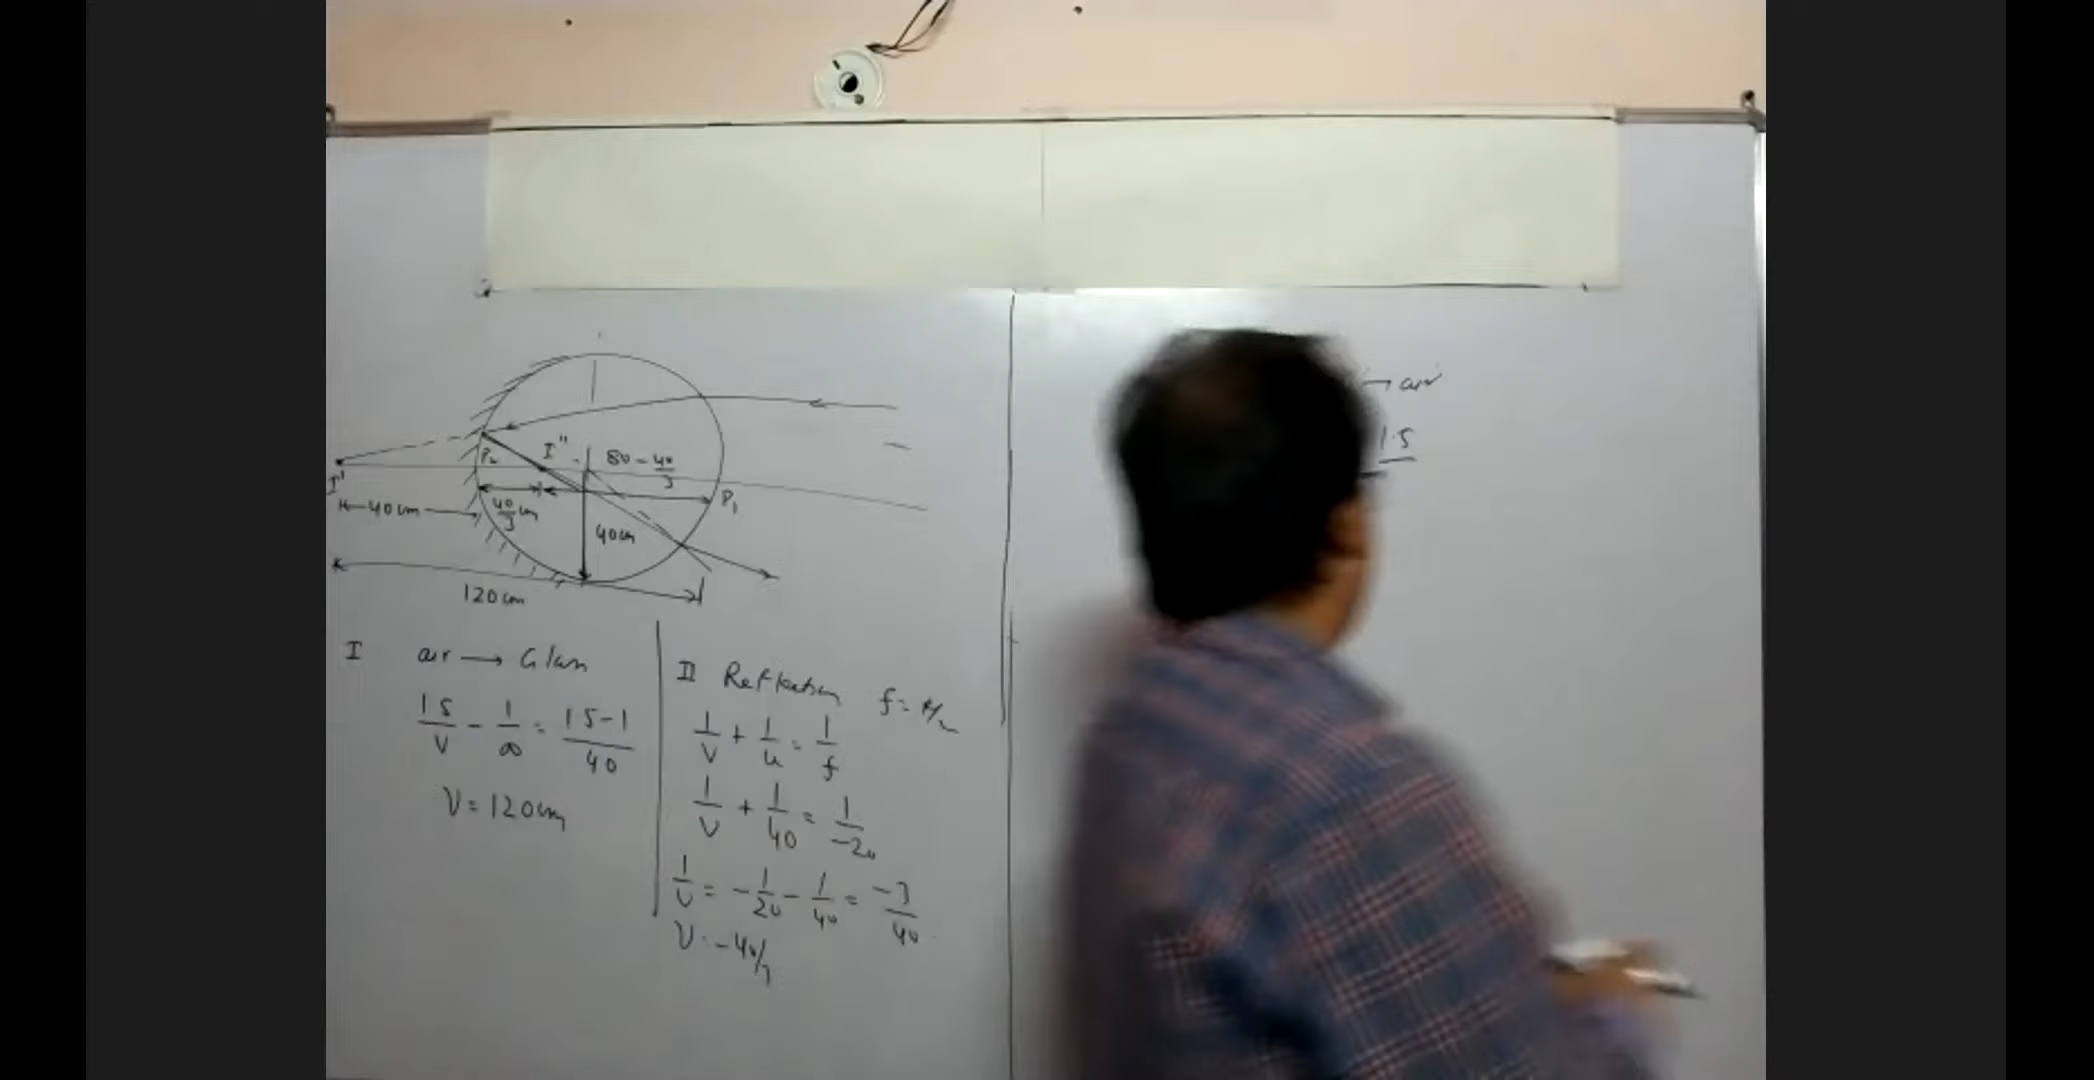 I''
80 - 40/3
P2
I'
P1
40 cm
40/3 cm
40cm
120 cm
I air → Glass
1.5/V - 1/∞ = 1.5-1/40
V = 120cm
II Reflection f = R/2
1/V + 1/u = 1/f
1/V + 1/40 = 1/-20
1/V = -1/20 - 1/40 = -3/40
V = -40/3
→ air
1.5